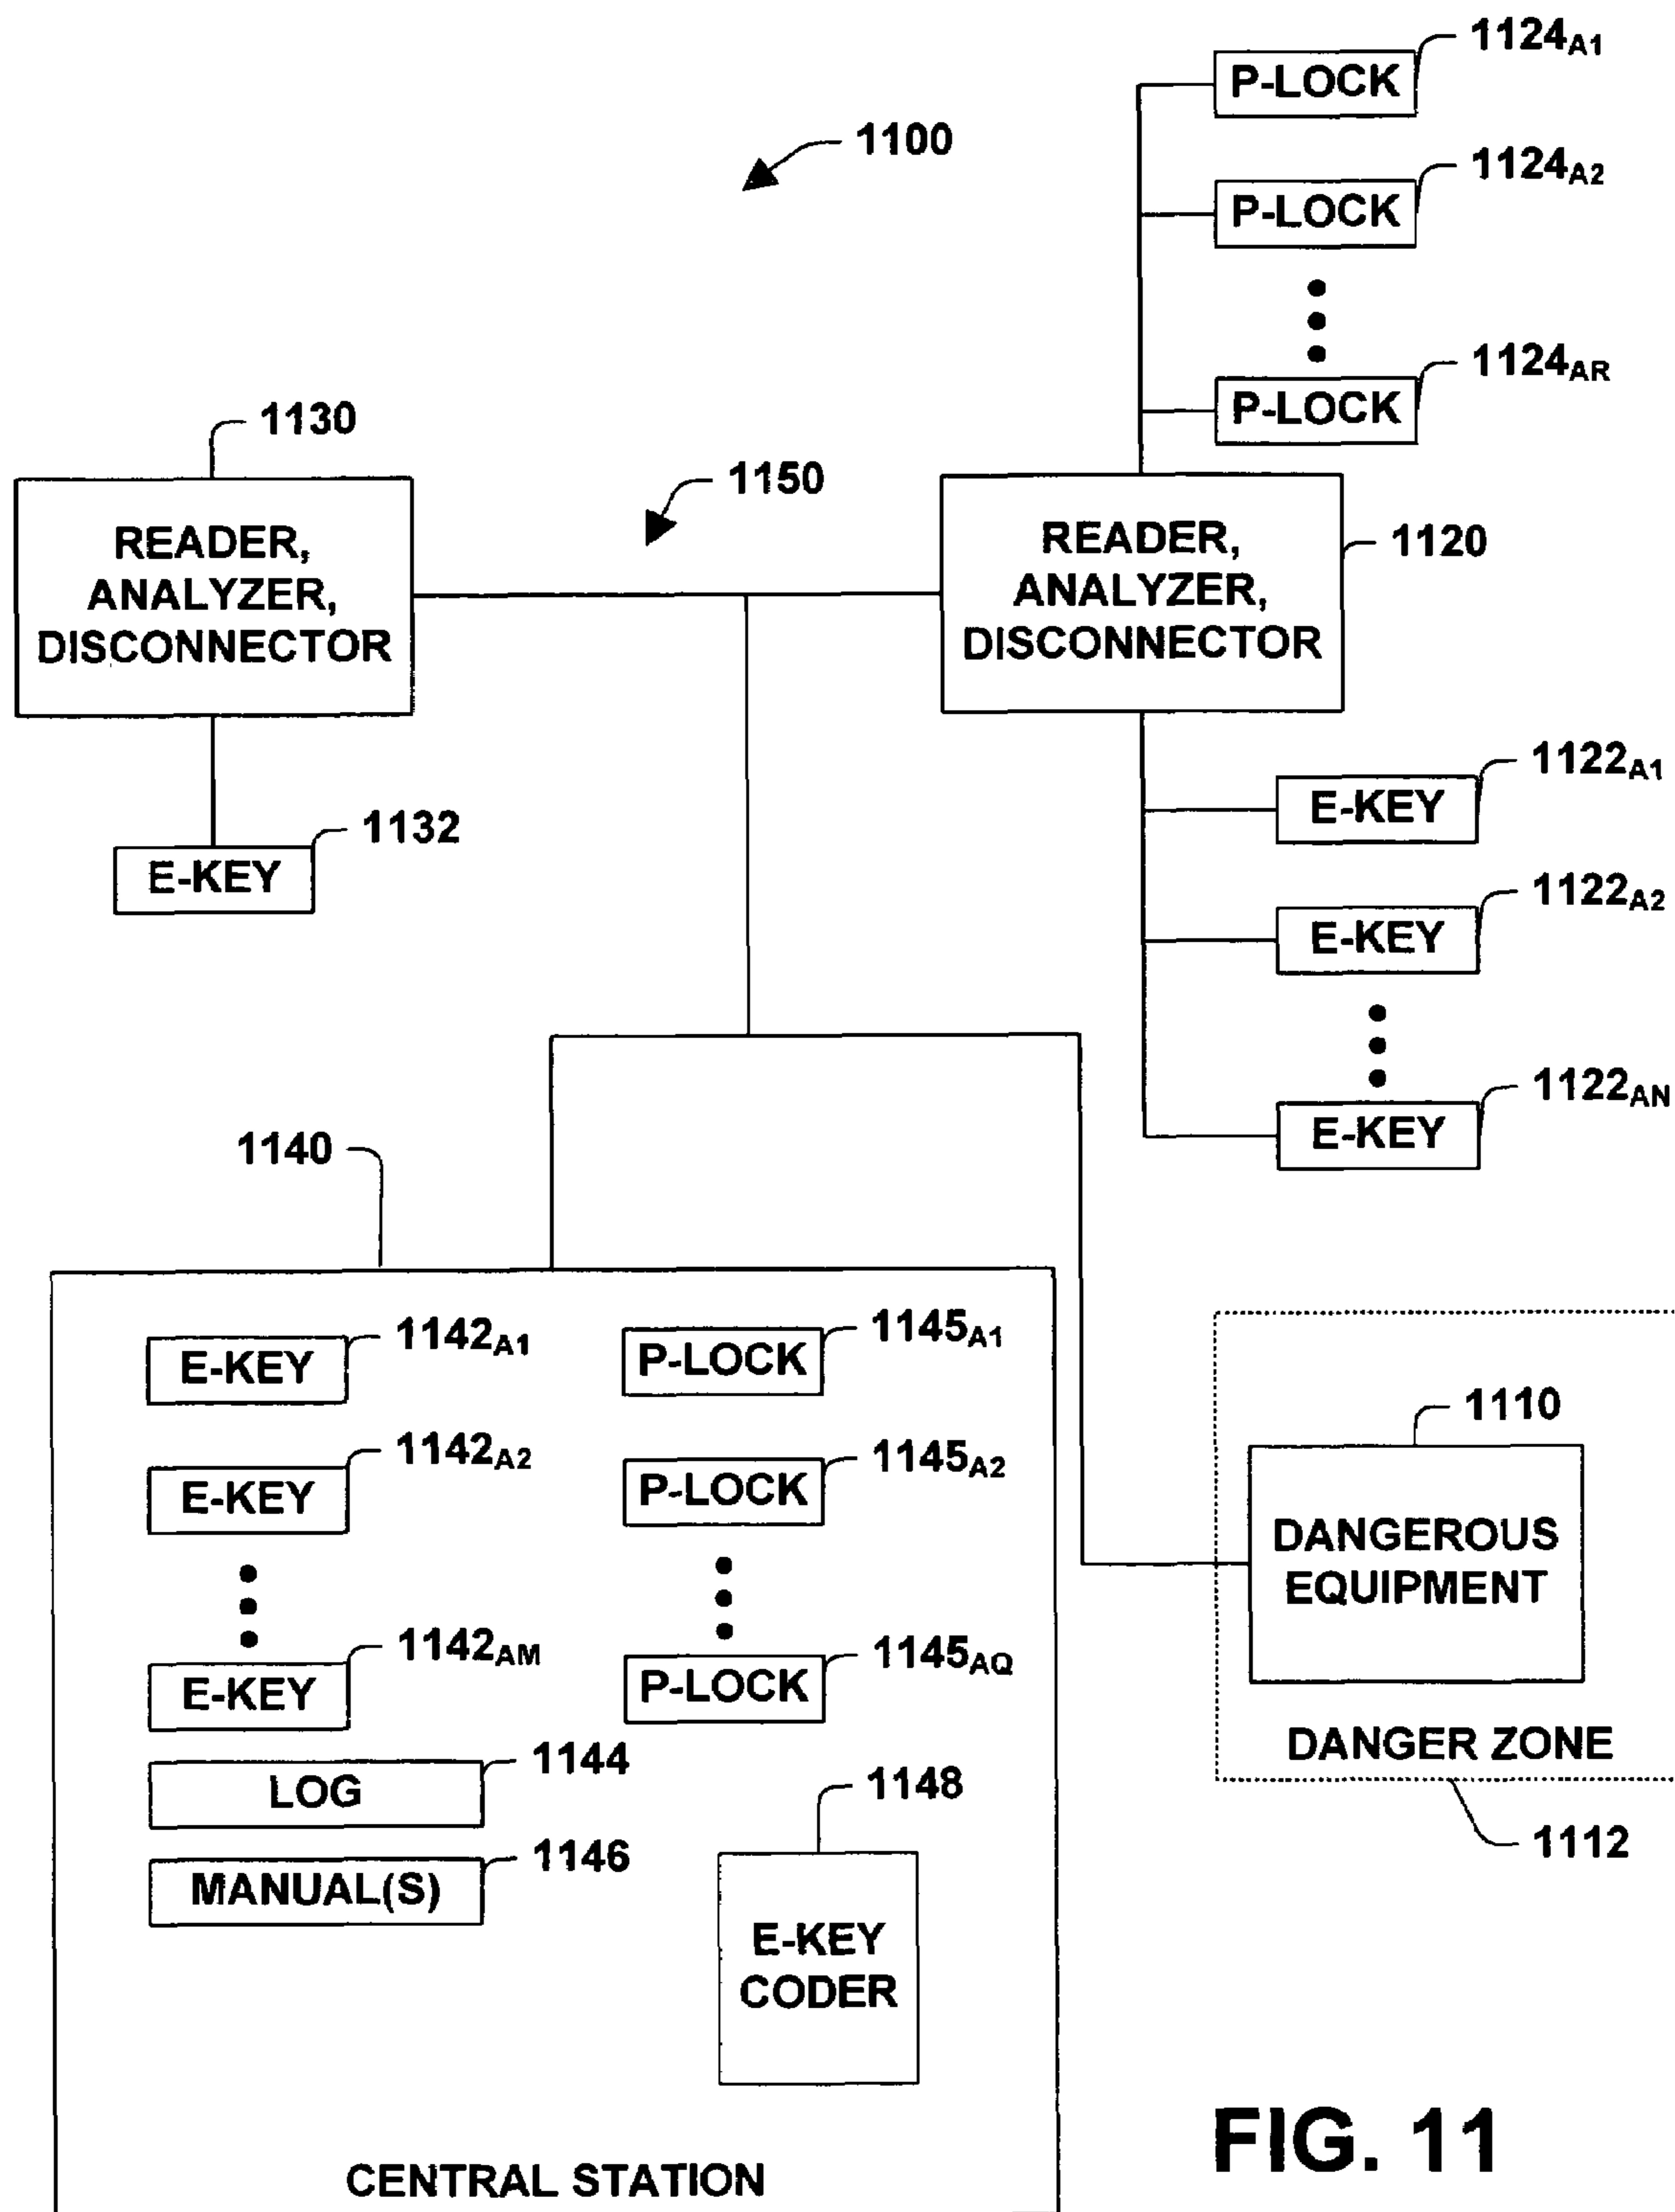 1124A1
P-LOCK
1100
1124A2
P-LOCK
1124AR
P-LOCK
1130
1150
READER,
ANALYZER,
DISCONNECTOR
READER,
ANALYZER,
DISCONNECTOR
1120
1122A1
E-KEY
1132
E-KEY
1122A2
E-KEY
1122AN
E-KEY
1140
1142A1
E-KEY
1145A1
P-LOCK
1142A2
E-KEY
1145A2
P-LOCK
1110
DANGEROUS
EQUIPMENT
1142AM
E-KEY
1145AQ
P-LOCK
DANGER ZONE
1112
1144
LOG
1148
1146
MANUAL(S)
E-KEY
CODER
CENTRAL STATION
FIG. 11